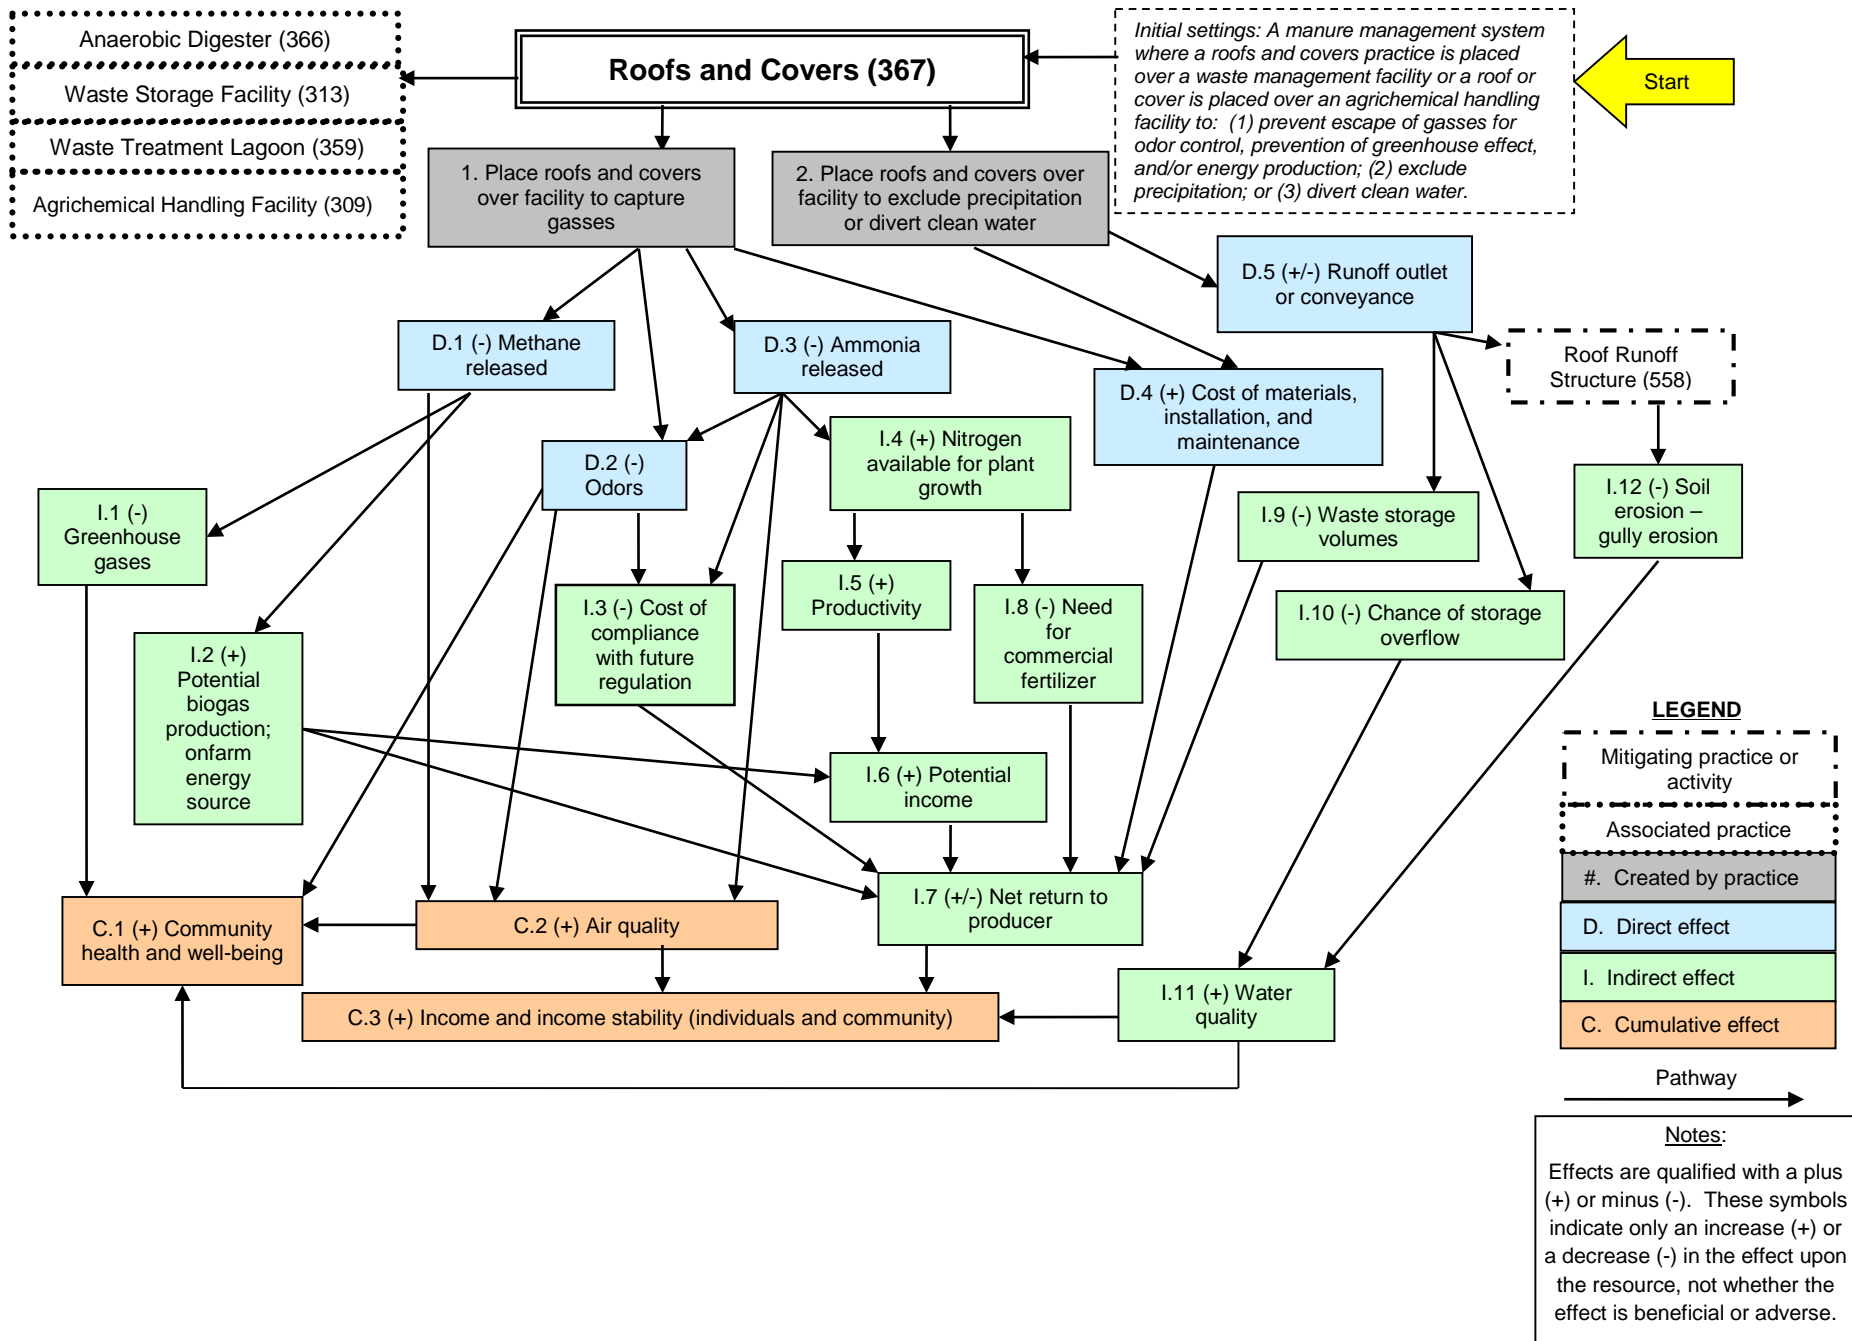 Anaerobic Digester (366)
Waste Storage Facility (313)
Waste Treatment Lagoon (359)
Agrichemical Handling Facility (309)
Roofs and Covers (367)
Initial settings: A manure management system
where a roofs and covers practice is placed
over a waste management facility or a roof or
cover is placed over an agrichemical handling
facility to: (1) prevent escape of gasses for
odor control, prevention of greenhouse effect,
and/or energy production; (2) exclude
precipitation; or (3) divert clean water.
Start
1. Place roofs and covers
over facility to capture
gasses
2. Place roofs and covers over
facility to exclude precipitation
or divert clean water
D.5 (+/-) Runoff outlet
or conveyance
D.1 (-) Methane
released
D.3 (-) Ammonia
released
D.4 (+) Cost of materials,
installation, and
maintenance
Roof Runoff
Structure (558)
D.2 (-)
Odors
I.4 (+) Nitrogen
available for plant
growth
I.1 (-)
Greenhouse
gases
I.9 (-) Waste storage
volumes
I.12 (-) Soil
erosion –
gully erosion
I.2 (+)
Potential
biogas
production;
onfarm
energy
source
I.3 (-) Cost of
compliance
with future
regulation
I.5 (+)
Productivity
I.8 (-) Need
for
commercial
fertilizer
I.10 (-) Chance of storage
overflow
I.6 (+) Potential
income
I.7 (+/-) Net return to
producer
C.1 (+) Community
health and well-being
C.2 (+) Air quality
C.3 (+) Income and income stability (individuals and community)
I.11 (+) Water
quality
LEGEND
Mitigating practice or
activity
Associated practice
#. Created by practice
D. Direct effect
I. Indirect effect
C. Cumulative effect
Pathway
Notes:
Effects are qualified with a plus
(+) or minus (-). These symbols
indicate only an increase (+) or
a decrease (-) in the effect upon
the resource, not whether the
effect is beneficial or adverse.